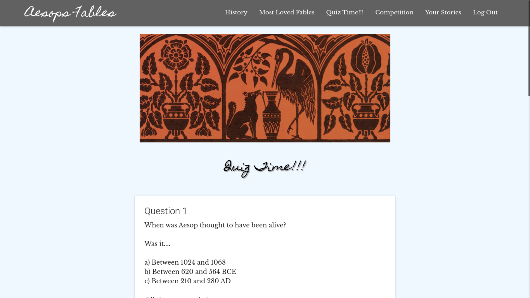 Aesops-Fables
History Most Loved Fables Quiz Time!!! Competition Your Stories Log Out
Quiz Time!!!
Question 1
When was Aesop thought to have been alive?
Was it....
a) Between 1024 and 1068
b) Between 620 and 564 BCE
c) Between 210 and 280 AD